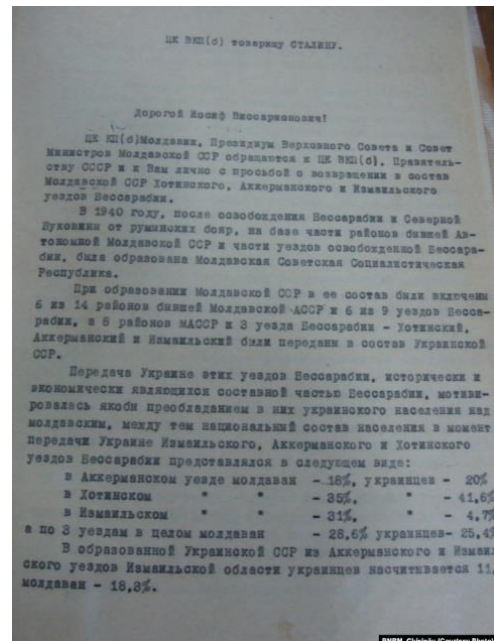 ЦК ВКП(б) товарищу СТАЛИНУ.
Дорогой Иосиф Виссарионович!
ЦК КП(б)Молдавии, Президиум Верховного Совета и Совет
Министров Молдавской ССР обращаются к ЦК ВКП(б), Правитель-
ству СССР и к Вам лично с просьбой о возвращении в состав
Молдавской ССР Хотинского, Аккерманского и Измаильского
уездов Бессарабии.
В 1940 году, после освобождения Бессарабии и Северной
Буковины от румынских бояр, на базе части районов бывшей Ав-
тономной Молдавской ССР и части уездов освобожденной Бессара-
бии, была образована Молдавская Советская Социалистическая
Республика.
При образовании Молдавской ССР в ее состав были включены
6 из 14 районов бывшей Молдавской АССР и 6 из 9 уездов Бесса-
рабии, а 8 районов МАССР и 3 уезда Бессарабии - Хотинский,
Аккерманский и Измаильский были переданы в состав Украинской
ССР.
Передача Украине этих уездов Бессарабии, исторически и
экономически являющихся составной частью Бессарабии, мотиви-
ровалась якобы преобладанием в них украинского населения над
молдавским, между тем национальный состав населения в момент
передачи Украине Измаильского, Аккерманского и Хотинского
уездов Бессарабии представлялся в следующем виде:
в Аккерманском уезде молдаван - 18%, украинцев - 20%
в Хотинском " " - 35%, " - 41,6%
в Измаильском " " - 31%, " - 4,7%
а по 3 уездам в целом молдаван - 28,6% украинцев- 25,4%
В образованной Украинской ССР из Аккерманского и Измаил
ского уездов Измаильской области украинцев насчитывается 11,
молдаван - 18,3%.
BNRM, Chișinău (Courtesy Photo)